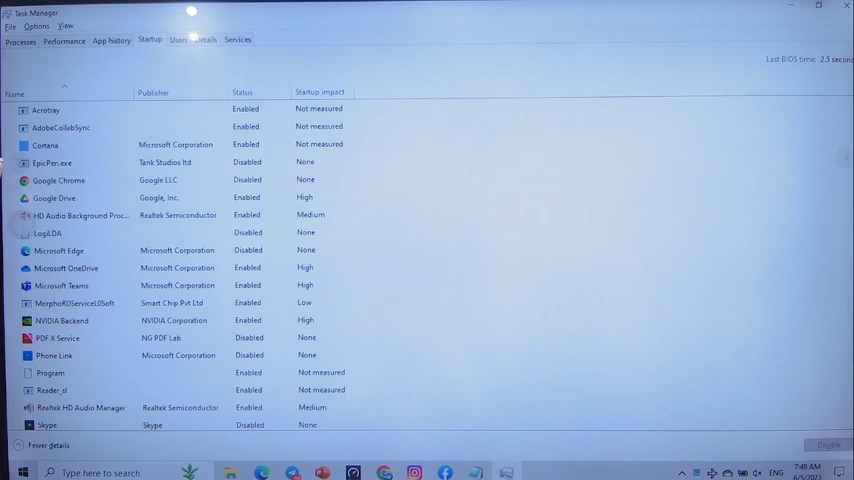 Task Manager
File Options View
Processes Performance App history Startup Users Details Services
Last BIOS time: 2.5 second
Name Publisher Status Startup impact
Acrotray Enabled Not measured
AdobeCollabSync Enabled Not measured
Cortana Microsoft Corporation Enabled Not measured
EpicPen.exe Tank Studios ltd Disabled None
Google Chrome Google LLC Disabled None
Google Drive Google, Inc. Enabled High
HD Audio Background Proc... Realtek Semiconductor Enabled Medium
LogiLDA Disabled None
Microsoft Edge Microsoft Corporation Disabled None
Microsoft OneDrive Microsoft Corporation Enabled High
Microsoft Teams Microsoft Corporation Enabled High
MorphoRDServiceL0Soft Smart Chip Pvt Ltd Enabled Low
NVIDIA Backend NVIDIA Corporation Enabled High
PDF X Service NG PDF Lab Disabled None
Phone Link Microsoft Corporation Disabled None
Program Enabled Not measured
Reader_sl Enabled Not measured
Realtek HD Audio Manager Realtek Semiconductor Enabled Medium
Skype Skype Disabled None
Fewer details Disable
Type here to search ENG 7:49 AM
6/5/2023